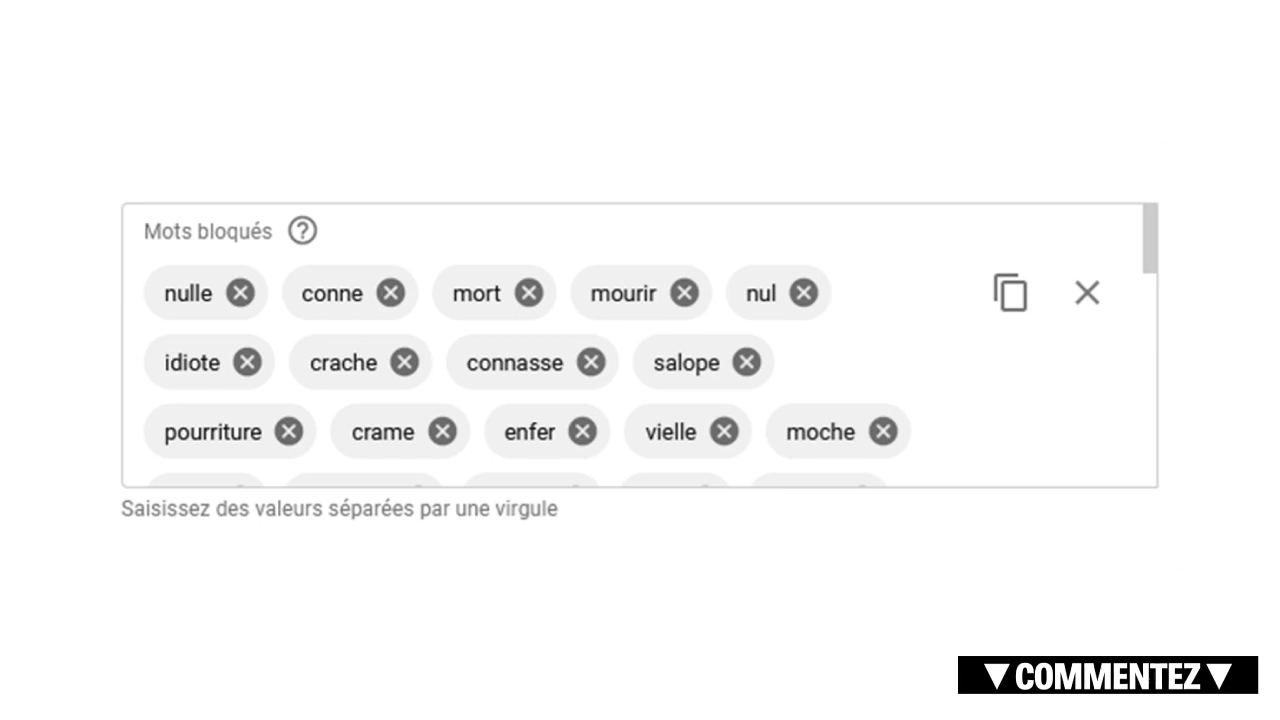 Mots bloqués
nulle conne mort mourir nul
idiote crache connasse salope
pourriture crame enfer vielle moche
Saisissez des valeurs séparées par une virgule
▼COMMENTEZ▼